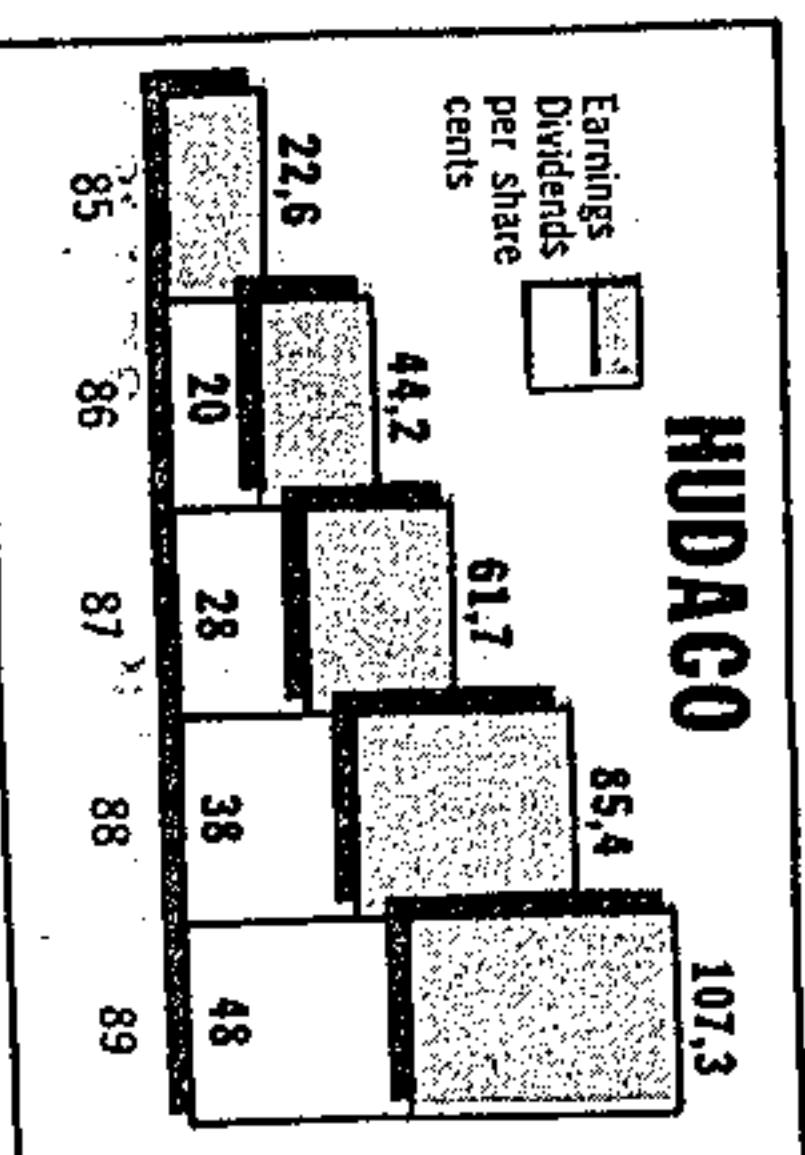 HUDACO
Earnings
Dividends
per share
cents
22,6
44,2
61,7
85,4
107,3
20
28
38
48
85
86
87
88
89